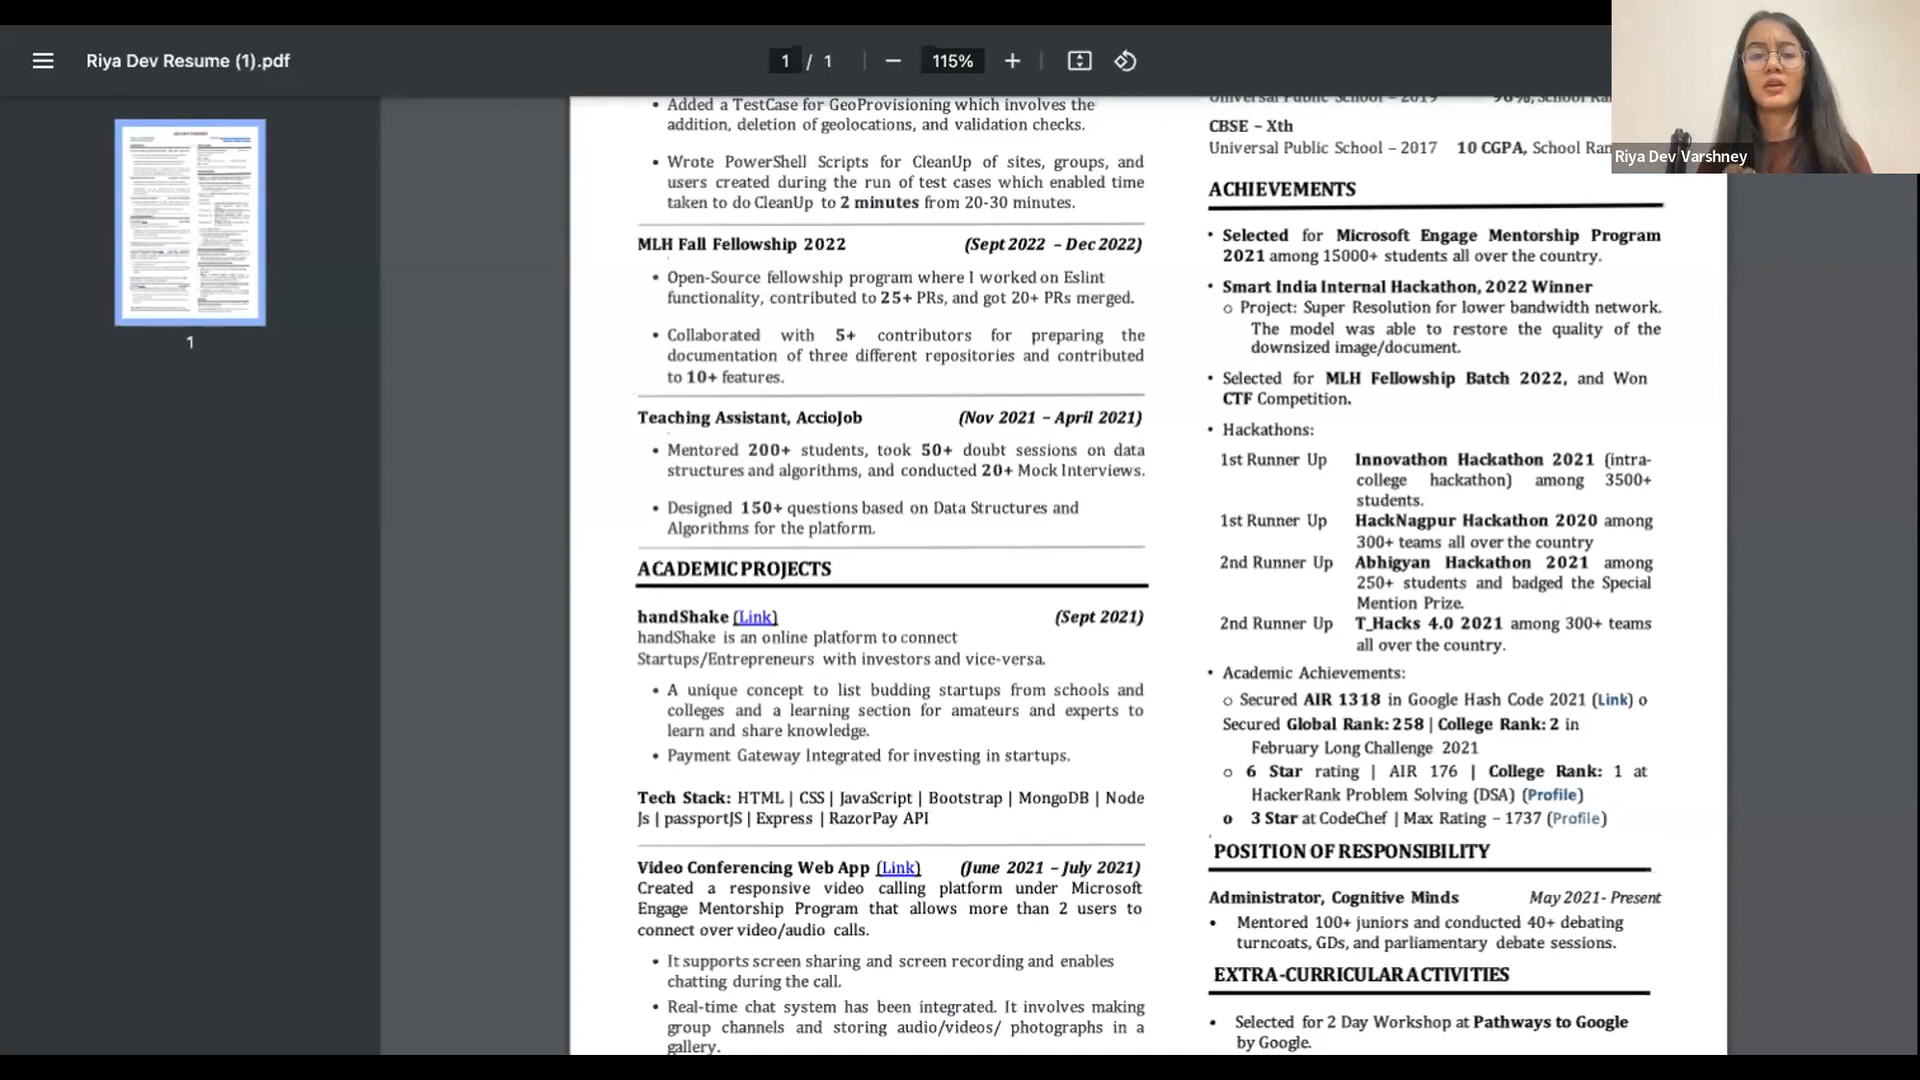 Riya Dev Resume (1).pdf
1 / 1
115%
Riya Dev Varshney
1
• Added a TestCase for GeoProvisioning which involves the
addition, deletion of geolocations, and validation checks.
• Wrote PowerShell Scripts for CleanUp of sites, groups, and
users created during the run of test cases which enabled time
taken to do CleanUp to 2 minutes from 20-30 minutes.
MLH Fall Fellowship 2022 (Sept 2022 – Dec 2022)
• Open-Source fellowship program where I worked on Eslint
functionality, contributed to 25+ PRs, and got 20+ PRs merged.
• Collaborated with 5+ contributors for preparing the
documentation of three different repositories and contributed
to 10+ features.
Teaching Assistant, AccioJob (Nov 2021 – April 2021)
• Mentored 200+ students, took 50+ doubt sessions on data
structures and algorithms, and conducted 20+ Mock Interviews.
• Designed 150+ questions based on Data Structures and
Algorithms for the platform.
ACADEMIC PROJECTS
handShake (Link) (Sept 2021)
handShake is an online platform to connect
Startups/Entrepreneurs with investors and vice-versa.
• A unique concept to list budding startups from schools and
colleges and a learning section for amateurs and experts to
learn and share knowledge.
• Payment Gateway Integrated for investing in startups.
Tech Stack: HTML | CSS | JavaScript | Bootstrap | MongoDB | Node
Js | passportJS | Express | RazorPay API
Video Conferencing Web App (Link) (June 2021 – July 2021)
Created a responsive video calling platform under Microsoft
Engage Mentorship Program that allows more than 2 users to
connect over video/audio calls.
• It supports screen sharing and screen recording and enables
chatting during the call.
• Real-time chat system has been integrated. It involves making
group channels and storing audio/videos/ photographs in a
gallery.
Universal Public School – 2019 98%, School Ran
CBSE – Xth
Universal Public School – 2017 10 CGPA, School Ran
ACHIEVEMENTS
• Selected for Microsoft Engage Mentorship Program
2021 among 15000+ students all over the country.
• Smart India Internal Hackathon, 2022 Winner
o Project: Super Resolution for lower bandwidth network.
The model was able to restore the quality of the
downsized image/document.
• Selected for MLH Fellowship Batch 2022, and Won
CTF Competition.
• Hackathons:
1st Runner Up Innovathon Hackathon 2021 (intra-
college hackathon) among 3500+
students.
1st Runner Up HackNagpur Hackathon 2020 among
300+ teams all over the country
2nd Runner Up Abhigyan Hackathon 2021 among
250+ students and badged the Special
Mention Prize.
2nd Runner Up T_Hacks 4.0 2021 among 300+ teams
all over the country.
• Academic Achievements:
o Secured AIR 1318 in Google Hash Code 2021 (Link) o
Secured Global Rank: 258 | College Rank: 2 in
February Long Challenge 2021
o 6 Star rating | AIR 176 | College Rank: 1 at
HackerRank Problem Solving (DSA) (Profile)
o 3 Star at CodeChef | Max Rating – 1737 (Profile)
POSITION OF RESPONSIBILITY
Administrator, Cognitive Minds May 2021- Present
• Mentored 100+ juniors and conducted 40+ debating
turncoats, GDs, and parliamentary debate sessions.
EXTRA-CURRICULAR ACTIVITIES
• Selected for 2 Day Workshop at Pathways to Google
by Google.